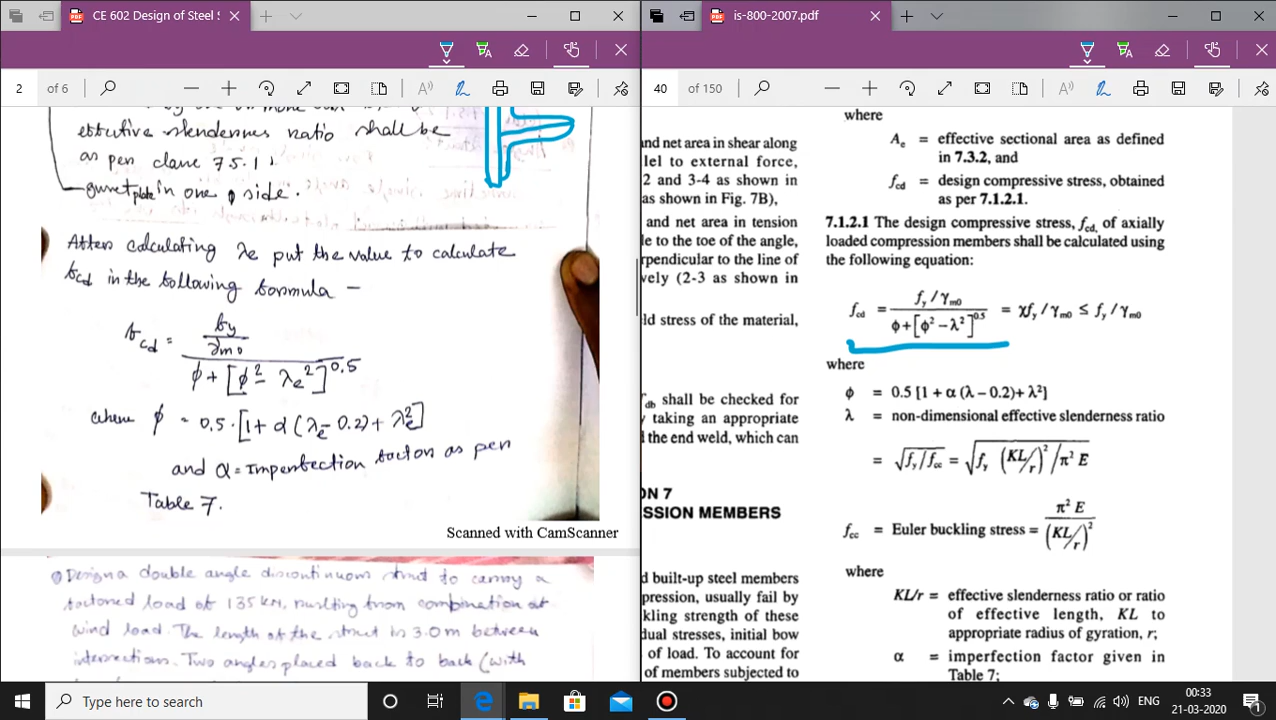 CE 602 Design of Steel S
2 of 6
effective slendernes ratio shall be
as per clause 7.5.1.
gusset plate in one side.
After calculating λe put the value to calculate
fcd in the following formula —
fcd = fy/γm0 / ϕ + [ϕ² - λe²]^0.5
where ϕ = 0.5 · [1 + α (λe - 0.2) + λe²]
and α = Imperfection factor as per
Table 7.
Scanned with CamScanner
Design a double angle discontinuous strut to carry a
factored load of 135 kN, resulting from combination of
wind load. The length of the strut is 3.0 m between
intersections. Two angles placed back to back (with
is-800-2007.pdf
40 of 150
and net area in shear along
lel to external force,
2 and 3-4 as shown in
as shown in Fig. 7B),
and net area in tension
le to the toe of the angle,
rpendicular to the line of
vely (2-3 as shown in
ld stress of the material,
db shall be checked for
taking an appropriate
the end weld, which can
ON 7
SSION MEMBERS
d built-up steel members
pression, usually fail by
kling strength of these
dual stresses, initial bow
of load. To account for
of members subjected to
where
Ae = effective sectional area as defined
in 7.3.2, and
fcd = design compressive stress, obtained
as per 7.1.2.1.
7.1.2.1 The design compressive stress, fcd, of axially
loaded compression members shall be calculated using
the following equation:
fcd = fy / γm0 / ϕ + [ϕ² − λ²]^0.5 = χfy / γm0 ≤ fy / γm0
where
ϕ = 0.5 [1 + α (λ – 0.2)+ λ²]
λ = non-dimensional effective slenderness ratio
= √fy/fcc = √fy (KL/r)² / π² E
fcc = Euler buckling stress = π² E / (KL/r)²
where
KL/r = effective slenderness ratio or ratio
of effective length, KL to
appropriate radius of gyration, r;
α = imperfection factor given in
Table 7;
Type here to search
ENG
00:33
21-03-2020